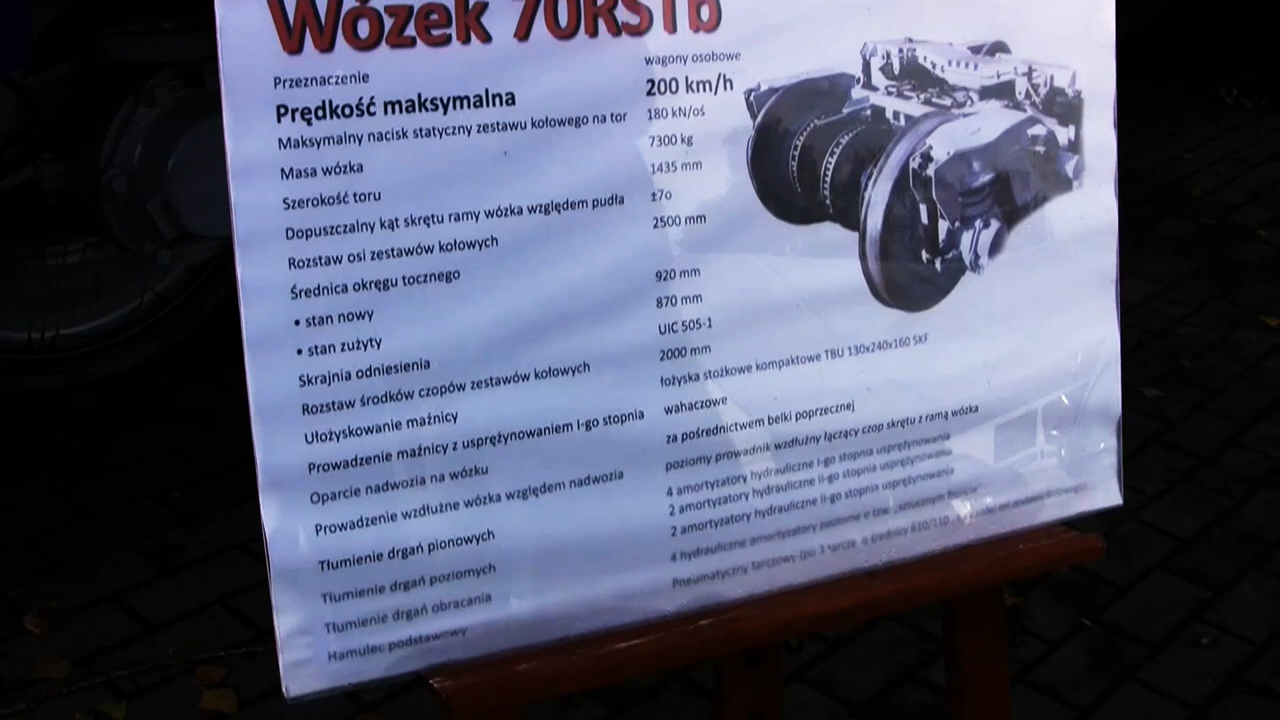 Wózek 70RSTb
Przeznaczenie wagony osobowe
Prędkość maksymalna 200 km/h
Maksymalny nacisk statyczny zestawu kołowego na tor 180 kN/oś
Masa wózka 7300 kg
Szerokość toru 1435 mm
Dopuszczalny kąt skrętu ramy wózka względem pudła ±7o
Rozstaw osi zestawów kołowych 2500 mm
Średnica okręgu tocznego
• stan nowy 920 mm
• stan zużyty 870 mm
Skrajnia odniesienia UIC 505-1
Rozstaw środków czopów zestawów kołowych 2000 mm
Ułożyskowanie maźnicy łożyska stożkowe kompaktowe TBU 130x240x160 SKF
Prowadzenie maźnicy z usprężynowaniem I-go stopnia wahaczowe
Oparcie nadwozia na wózku za pośrednictwem belki poprzecznej
Prowadzenie wzdłużne wózka względem nadwozia poziomy prowadnik wzdłużny łączący czop skrętu z ramą wózka
Tłumienie drgań pionowych 4 amortyzatory hydrauliczne I-go stopnia usprężynowania
2 amortyzatory hydrauliczne II-go stopnia usprężynowania
Tłumienie drgań poziomych 2 amortyzatory hydrauliczne II-go stopnia usprężynowania
Tłumienie drgań obracania 4 hydrauliczne amortyzatory poziome o tzw.
Hamulec podstawowy Pneumatyczny tarczowy (po 3 tarcze o średnicy 610/110